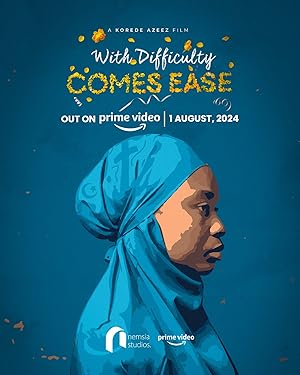 A KOREDE AZEEZ FILM
With Difficulty
COMES EASE
OUT ON prime video | 1 AUGUST, 2024
nemsia
studios.
prime video